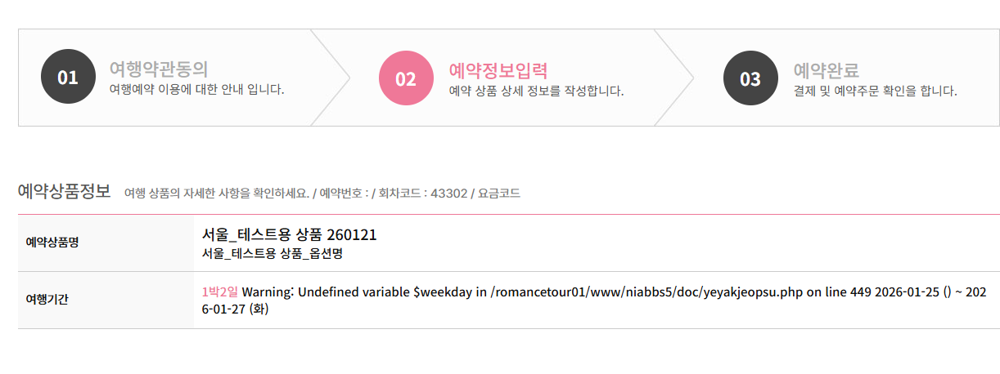 01
여행약관동의
여행예약 이용에 대한 안내 입니다.
02
예약정보입력
예약 상품 상세 정보를 작성합니다.
03
예약완료
결제 및 예약주문 확인을 합니다.
예약상품정보 여행 상품의 자세한 사항을 확인하세요. / 예약번호 : / 회차코드 : 43302 / 요금코드
예약상품명
서울_테스트용 상품 260121
서울_테스트용 상품_옵션명
여행기간
1박2일 Warning: Undefined variable $weekday in /romancetour01/www/niabbs5/doc/yeyakjeopsu.php on line 449 2026-01-25 () ~ 202
6-01-27 (화)